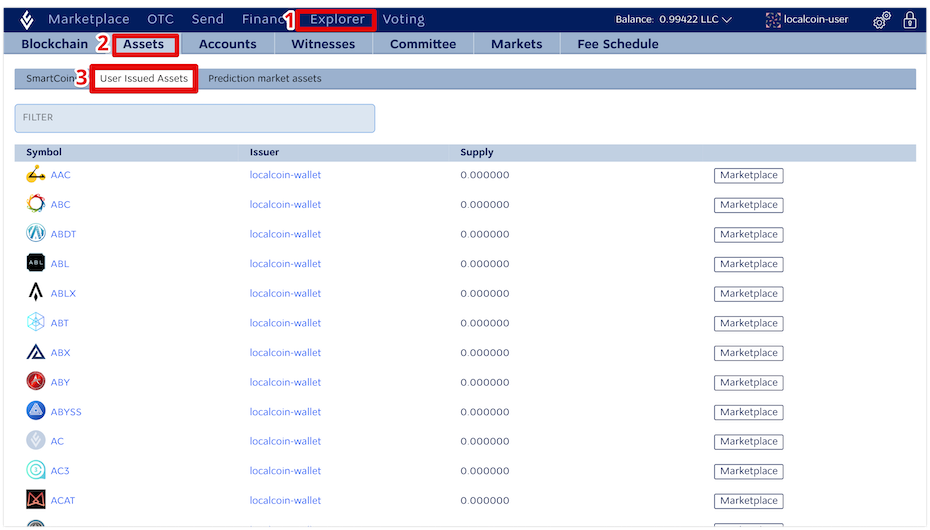 Marketplace OTC Send Financ 1 Explorer Voting Balance: 0.99422 LLC localcoin-user
Blockchain 2 Assets Accounts Witnesses Committee Markets Fee Schedule
SmartCoin 3 User Issued Assets Prediction market assets
FILTER
Symbol Issuer Supply
AAC localcoin-wallet 0.000000 Marketplace
ABC localcoin-wallet 0.000000 Marketplace
ABDT localcoin-wallet 0.000000 Marketplace
ABL ABL localcoin-wallet 0.000000 Marketplace
ABLX localcoin-wallet 0.000000 Marketplace
ABT localcoin-wallet 0.000000 Marketplace
ABX localcoin-wallet 0.000000 Marketplace
ABY localcoin-wallet 0.000000 Marketplace
ABYSS localcoin-wallet 0.000000 Marketplace
AC localcoin-wallet 0.000000 Marketplace
AC3 localcoin-wallet 0.000000 Marketplace
ACAT localcoin-wallet 0.000000 Marketplace